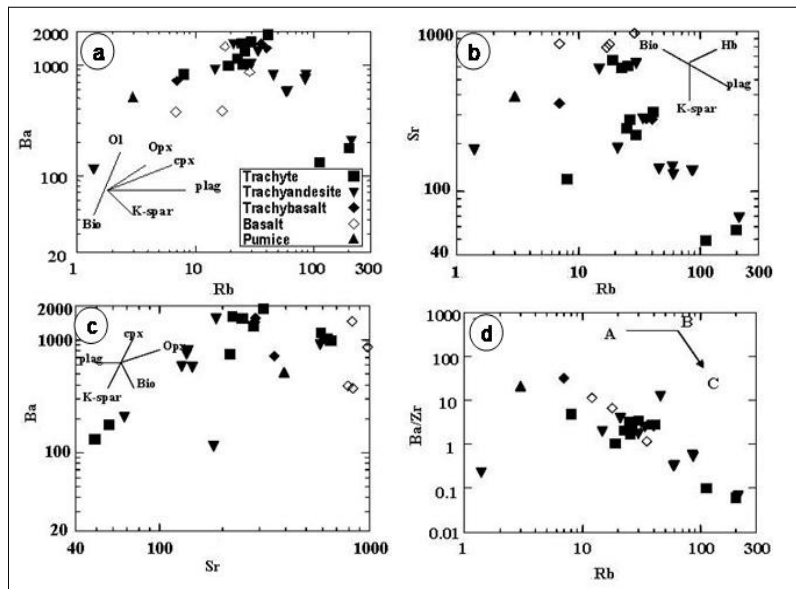 a
2000
1000
100
20
Ba
Ol
Opx
cpx
plag
K-spar
Bio
Trachyte
Trachyandesite
Trachybasalt
Basalt
Pumice
1
10
100
300
Rb
b
1000
100
40
Sr
Bio
Hb
plag
K-spar
1
10
100
300
Rb
c
2000
1000
100
20
Ba
cpx
Opx
plag
K-spar
Bio
40
100
1000
Sr
d
1000
100
10
1
0.1
0.01
Ba/Zr
A
B
C
1
10
100
300
Rb